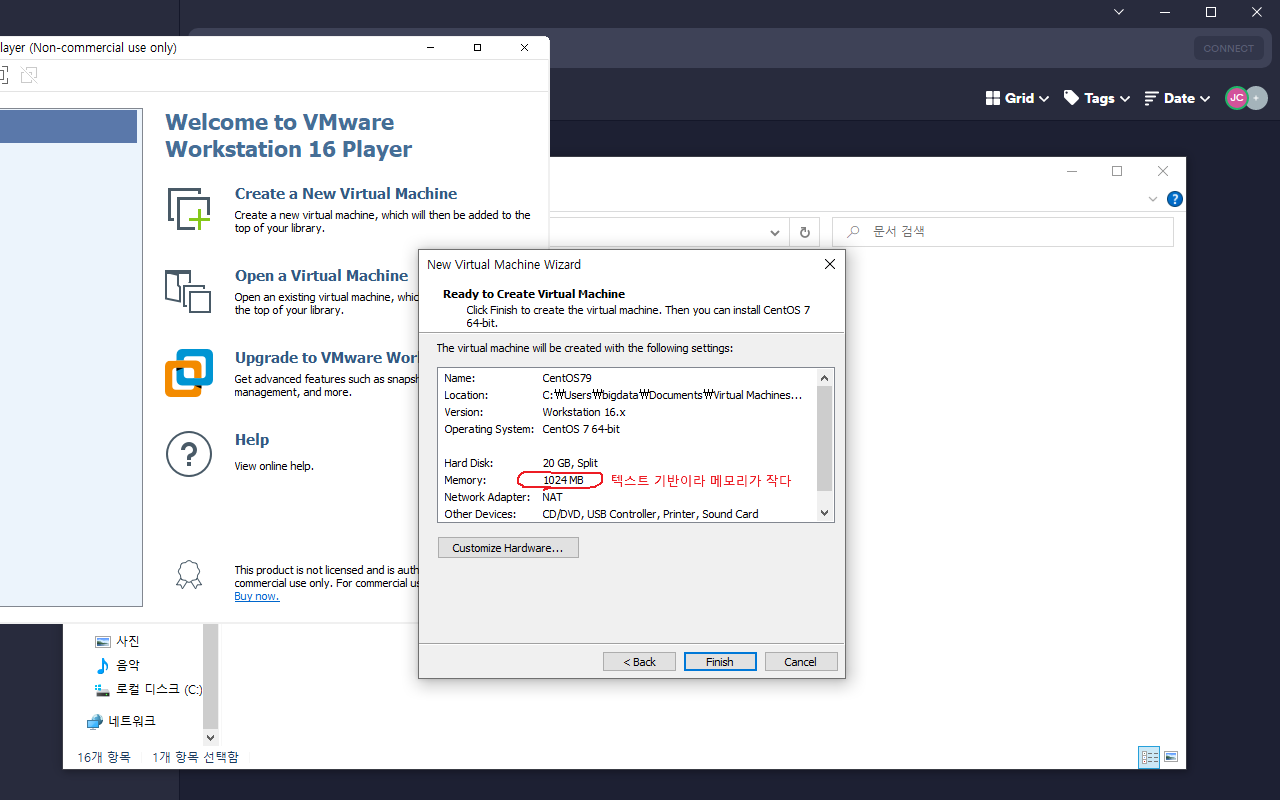 CONNECT
layer (Non-commercial use only)
Grid
Tags
Date
JC
+
Welcome to VMware
Workstation 16 Player
Create a New Virtual Machine
Create a new virtual machine, which will then be added to the
top of your library.
Open a Virtual Machine
Open an existing virtual machine, whic
the top of your library.
Upgrade to VMware Wor
Get advanced features such as snaps
management, and more.
?
Help
View online help.
This product is not licensed and is auth
commercial use only. For commercial us
Buy now.
?
문서 검색
New Virtual Machine Wizard
Ready to Create Virtual Machine
Click Finish to create the virtual machine. Then you can install CentOS 7
64-bit.
The virtual machine will be created with the following settings:
Name: CentOS79
Location: C:₩Users₩bigdata₩Documents₩Virtual Machines...
Version: Workstation 16.x
Operating System: CentOS 7 64-bit
Hard Disk: 20 GB, Split
Memory: 1024 MB 텍스트 기반이라 메모리가 작다
Network Adapter: NAT
Other Devices: CD/DVD, USB Controller, Printer, Sound Card
Customize Hardware...
< Back
Finish
Cancel
사진
음악
로컬 디스크 (C:)
네트워크
16개 항목
1개 항목 선택함